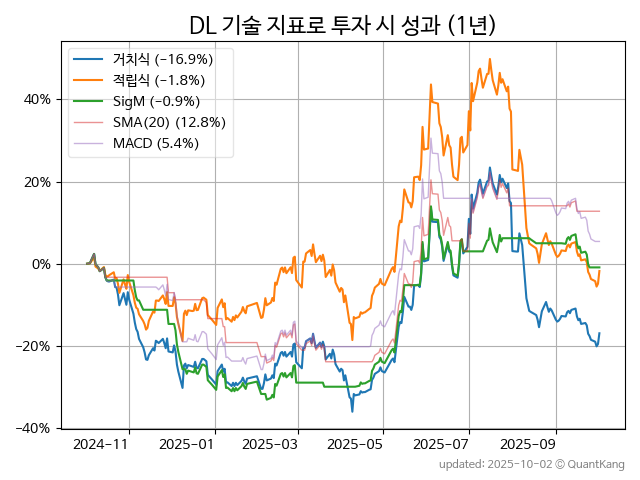 DL 기술 지표로 투자 시 성과 (1년)
거치식 (−16.9%)
적립식 (−1.8%)
SigM (−0.9%)
SMA(20) (12.8%)
MACD (5.4%)
40%
20%
0%
−20%
−40%
2024-11
2025-01
2025-03
2025-05
2025-07
2025-09
updated: 2025-10-02 © QuantKang